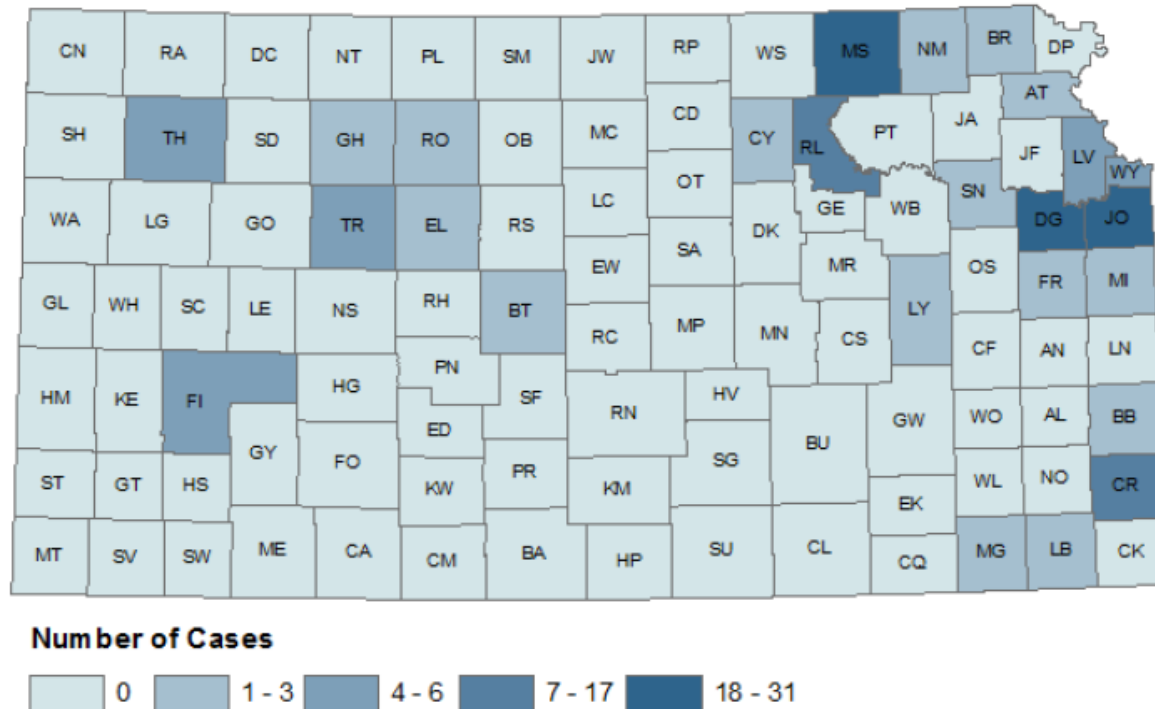 CN RA DC NT PL SM JW RP WS MS NM BR DP
SH TH SD GH RO OB MC CD CY RL PT JA AT
JF LV WY
WA LG GO TR EL RS LC OT DK GE WB SN DG JO
GL WH SC LE NS RH BT EW SA MR LY OS FR MI
RC MP MN CS CF AN LN
HM KE FI HG PN SF RN HV BU GW WO AL BB
GY ED
ST GT HS FO KW PR KM SG EK WL NO CR
MT SV SW ME CA CM BA HP SU CL CQ MG LB CK
Number of Cases
0 1 - 3 4 - 6 7 - 17 18 - 31